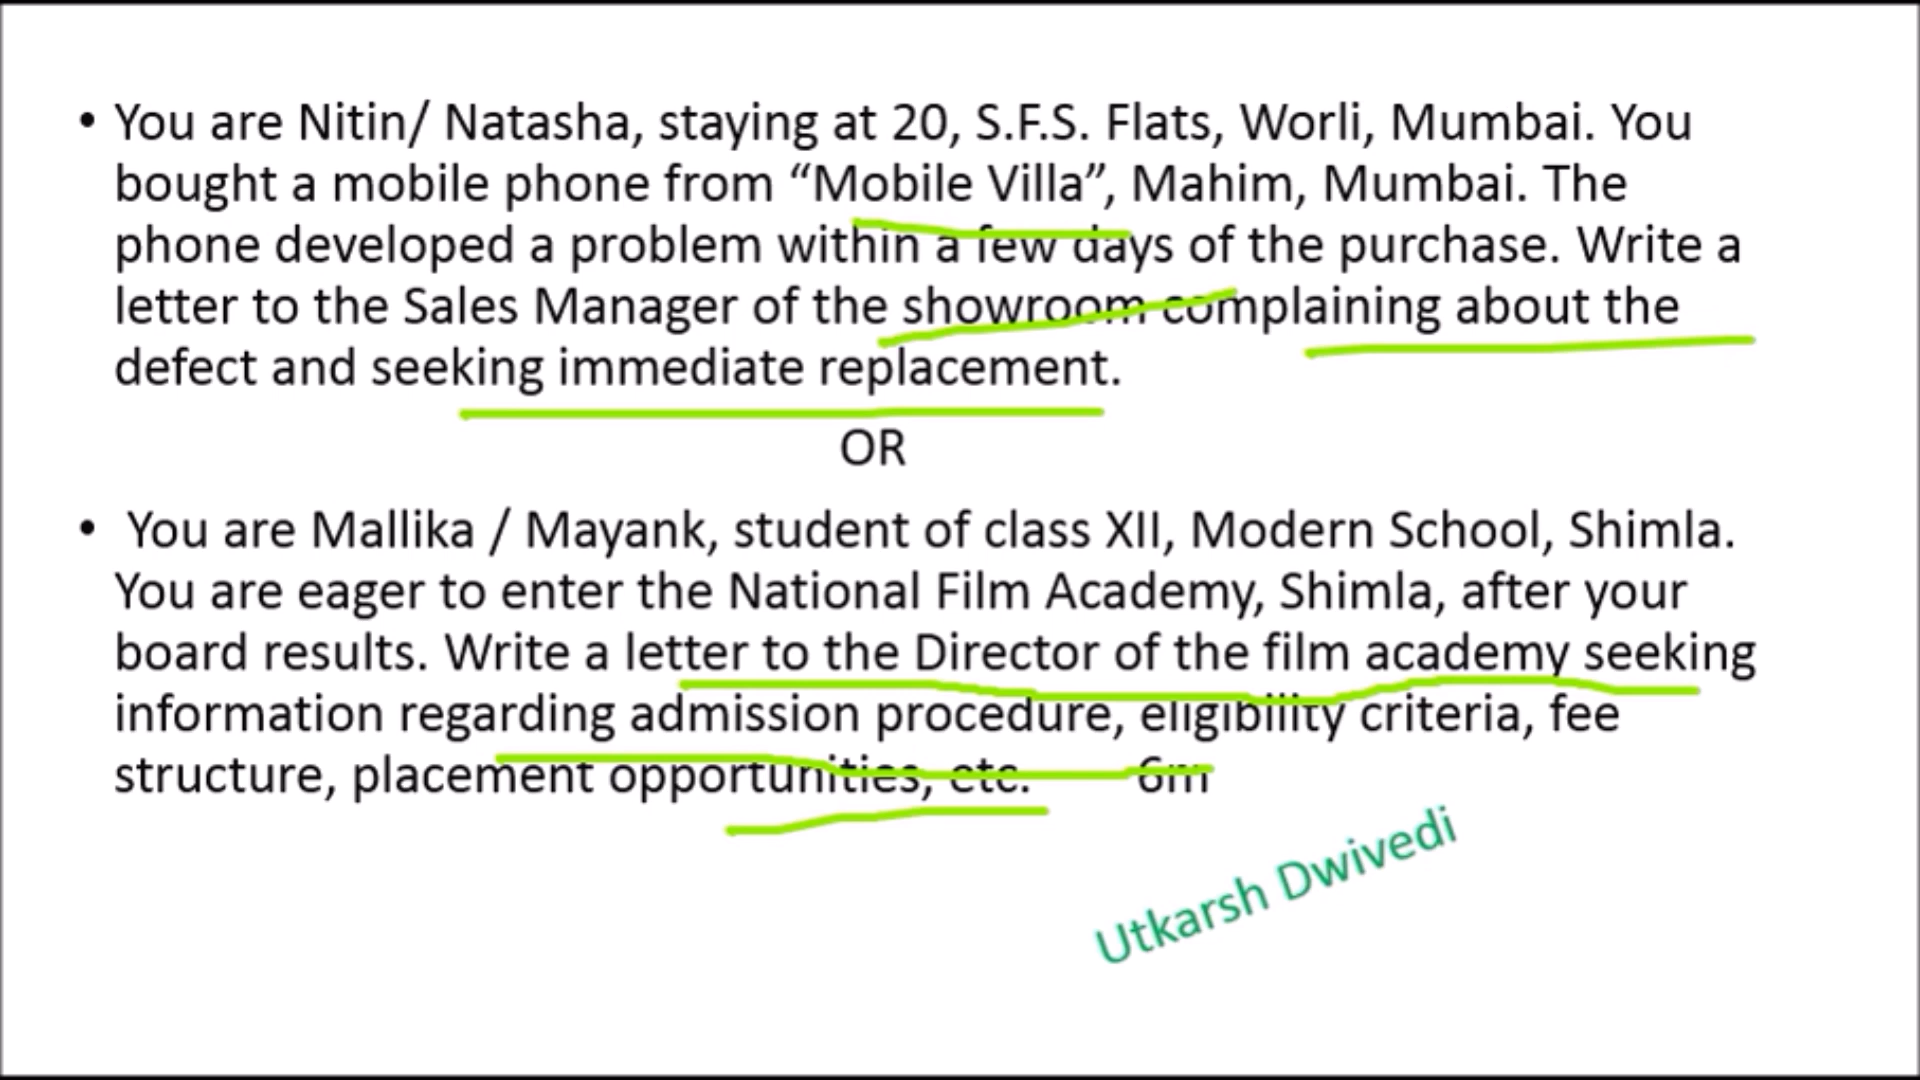 • You are Nitin/ Natasha, staying at 20, S.F.S. Flats, Worli, Mumbai. You
bought a mobile phone from “Mobile Villa”, Mahim, Mumbai. The
phone developed a problem within a few days of the purchase. Write a
letter to the Sales Manager of the showroom complaining about the
defect and seeking immediate replacement.
OR
• You are Mallika / Mayank, student of class XII, Modern School, Shimla.
You are eager to enter the National Film Academy, Shimla, after your
board results. Write a letter to the Director of the film academy seeking
information regarding admission procedure, eligibility criteria, fee
structure, placement opportunities, etc. 6m
Utkarsh Dwivedi